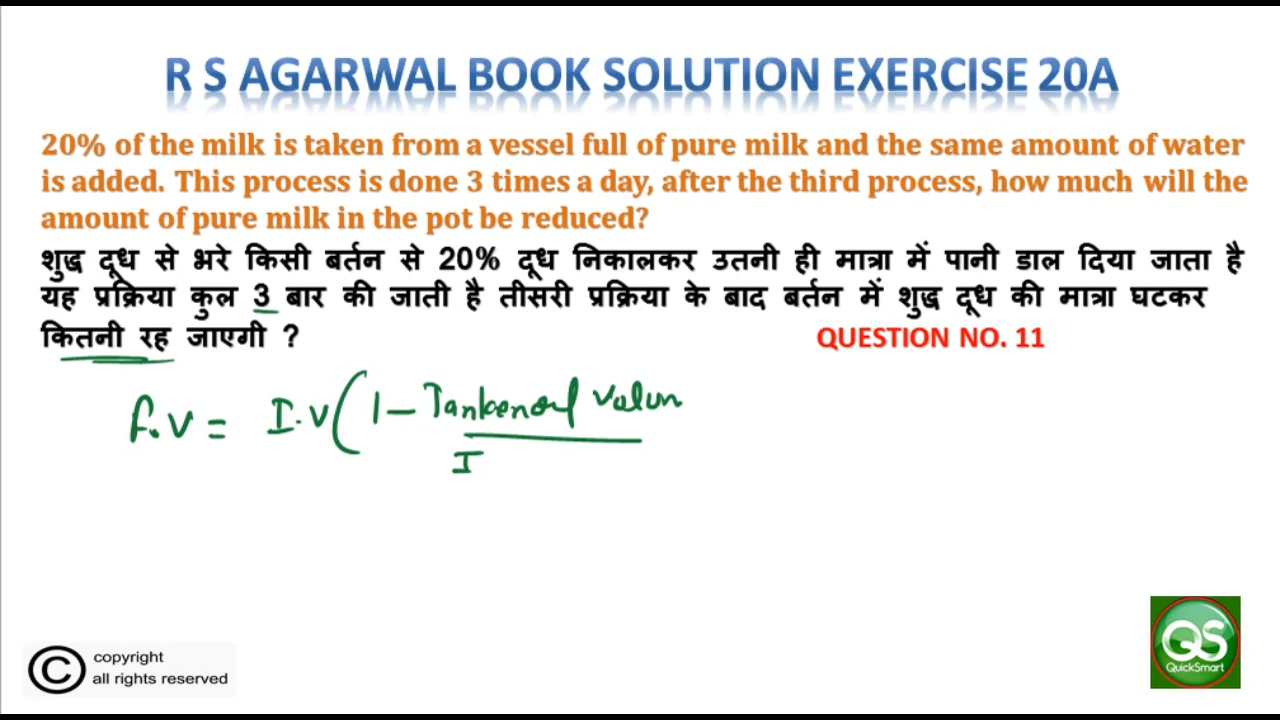 R S AGARWAL BOOK SOLUTION EXERCISE 20A
20% of the milk is taken from a vessel full of pure milk and the same amount of water
is added. This process is done 3 times a day, after the third process, how much will the
amount of pure milk in the pot be reduced?
शुद्ध दूध से भरे किसी बर्तन से 20% दूध निकालकर उतनी ही मात्रा में पानी डाल दिया जाता है
यह प्रक्रिया कुल 3 बार की जाती है तीसरी प्रक्रिया के बाद बर्तन में शुद्ध दूध की मात्रा घटकर
कितनी रह जाएगी ?
QUESTION NO. 11
F.V = I.V ( 1 -
I
© copyright
all rights reserved
QS
QuickSmart